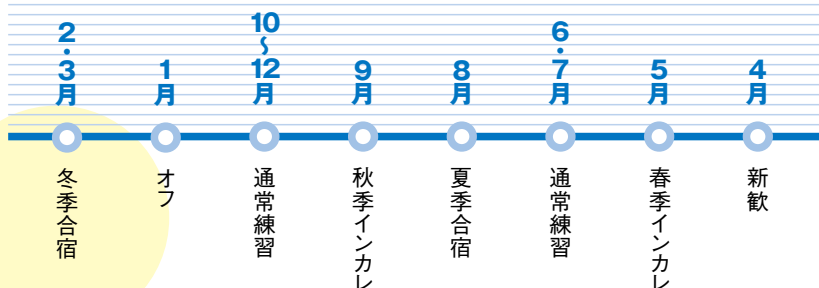 4月
新歓
5月
春季インカレ
6・7月
通常練習
8月
夏季合宿
9月
秋季インカレ
10〜12月
通常練習
1月
オフ
2・3月
冬季合宿